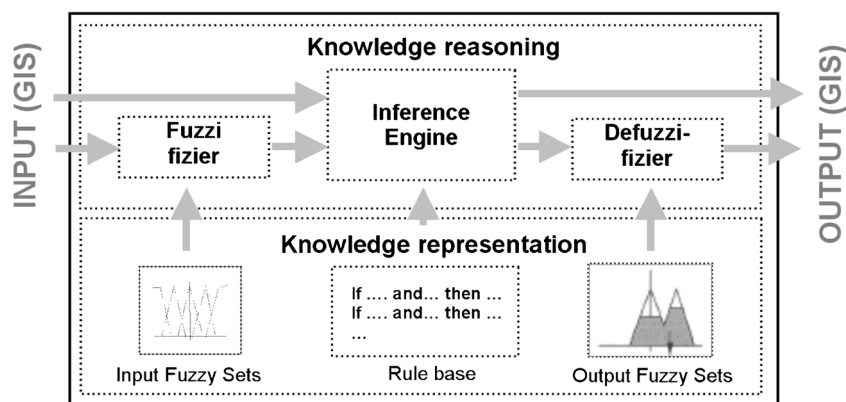 INPUT (GIS)
Knowledge reasoning
Fuzzi
fizier
Inference
Engine
Defuzzi-
fizier
OUTPUT (GIS)
Knowledge representation
If .... and... then ...
If .... and... then ...
...
Input Fuzzy Sets
Rule base
Output Fuzzy Sets